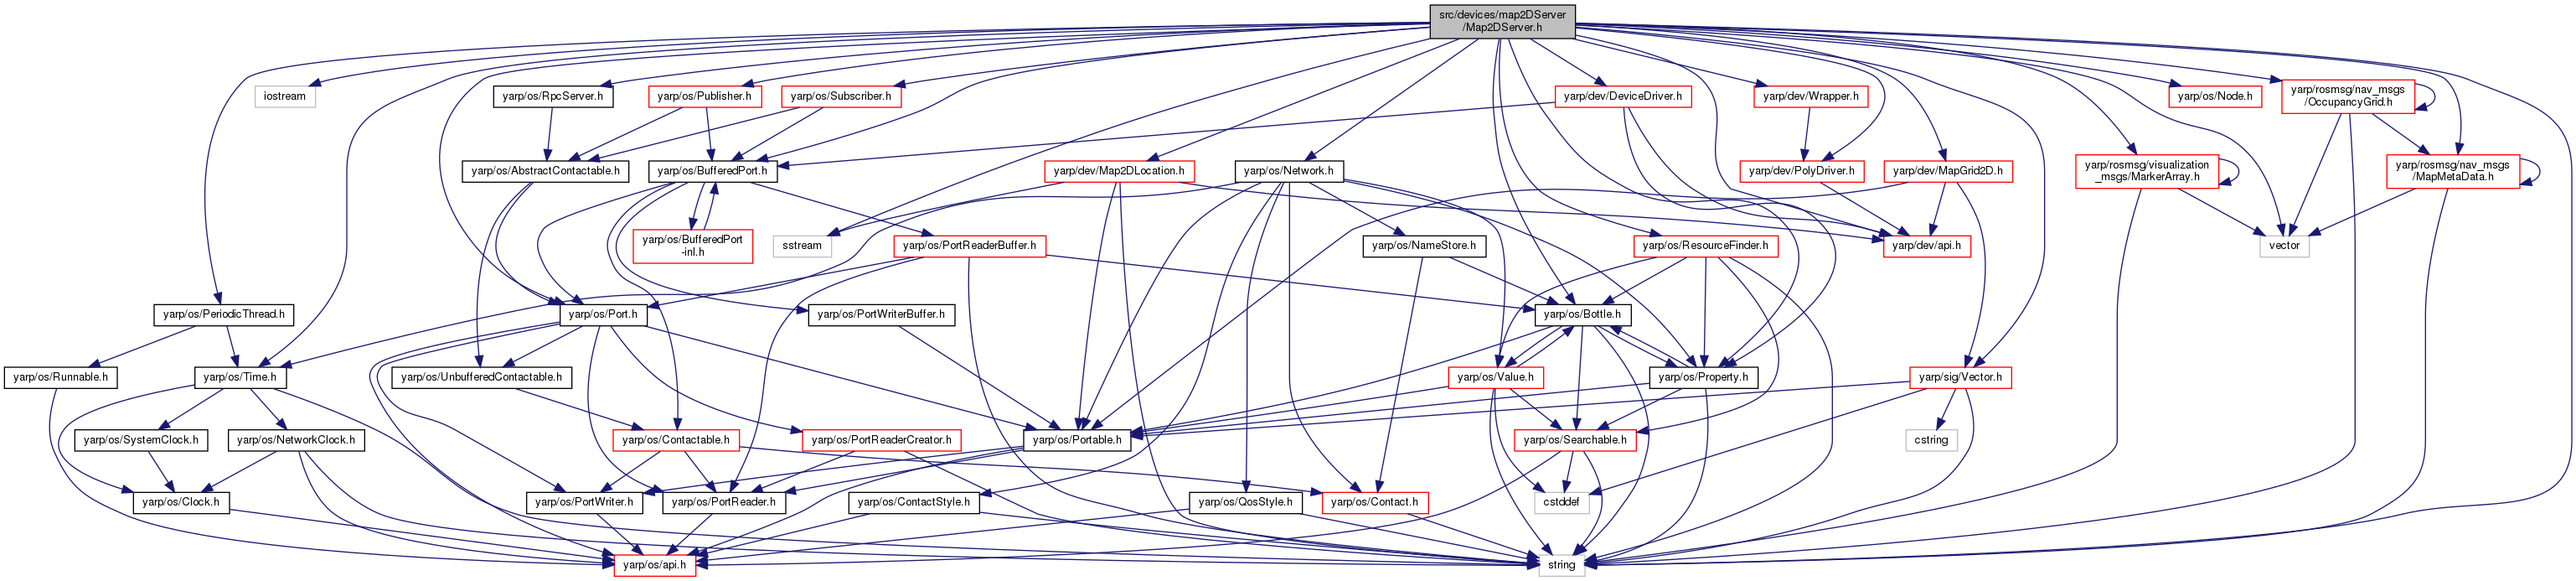 src/devices/map2DServer
/Map2DServer.h
iostream
yarp/os/RpcServer.h
yarp/os/Publisher.h
yarp/os/Subscriber.h
yarp/dev/DeviceDriver.h
yarp/dev/Wrapper.h
yarp/os/Node.h
yarp/rosmsg/nav_msgs
/OccupancyGrid.h
yarp/os/AbstractContactable.h
yarp/os/BufferedPort.h
yarp/dev/Map2DLocation.h
yarp/os/Network.h
yarp/dev/PolyDriver.h
yarp/dev/MapGrid2D.h
yarp/rosmsg/visualization
_msgs/MarkerArray.h
yarp/rosmsg/nav_msgs
/MapMetaData.h
yarp/os/BufferedPort
-inl.h
sstream
yarp/os/PortReaderBuffer.h
yarp/os/NameStore.h
yarp/os/ResourceFinder.h
yarp/dev/api.h
vector
yarp/os/PeriodicThread.h
yarp/os/Port.h
yarp/os/PortWriterBuffer.h
yarp/os/Bottle.h
yarp/os/Runnable.h
yarp/os/Time.h
yarp/os/UnbufferedContactable.h
yarp/os/Value.h
yarp/os/Property.h
yarp/sig/Vector.h
yarp/os/SystemClock.h
yarp/os/NetworkClock.h
yarp/os/Contactable.h
yarp/os/PortReaderCreator.h
yarp/os/Portable.h
yarp/os/Searchable.h
cstring
yarp/os/Clock.h
yarp/os/PortWriter.h
yarp/os/PortReader.h
yarp/os/ContactStyle.h
yarp/os/QosStyle.h
yarp/os/Contact.h
cstddef
yarp/os/api.h
string